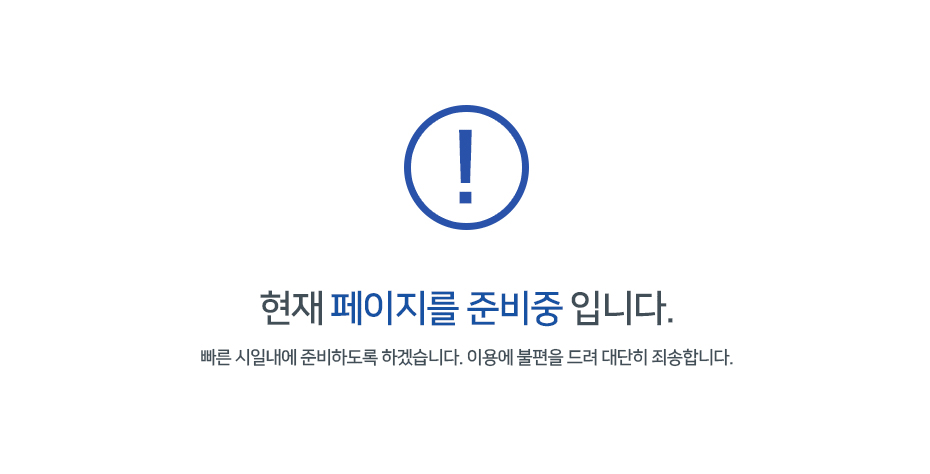 현재 페이지를 준비중 입니다.
빠른 시일내에 준비하도록 하겠습니다. 이용에 불편을 드려 대단히 죄송합니다.